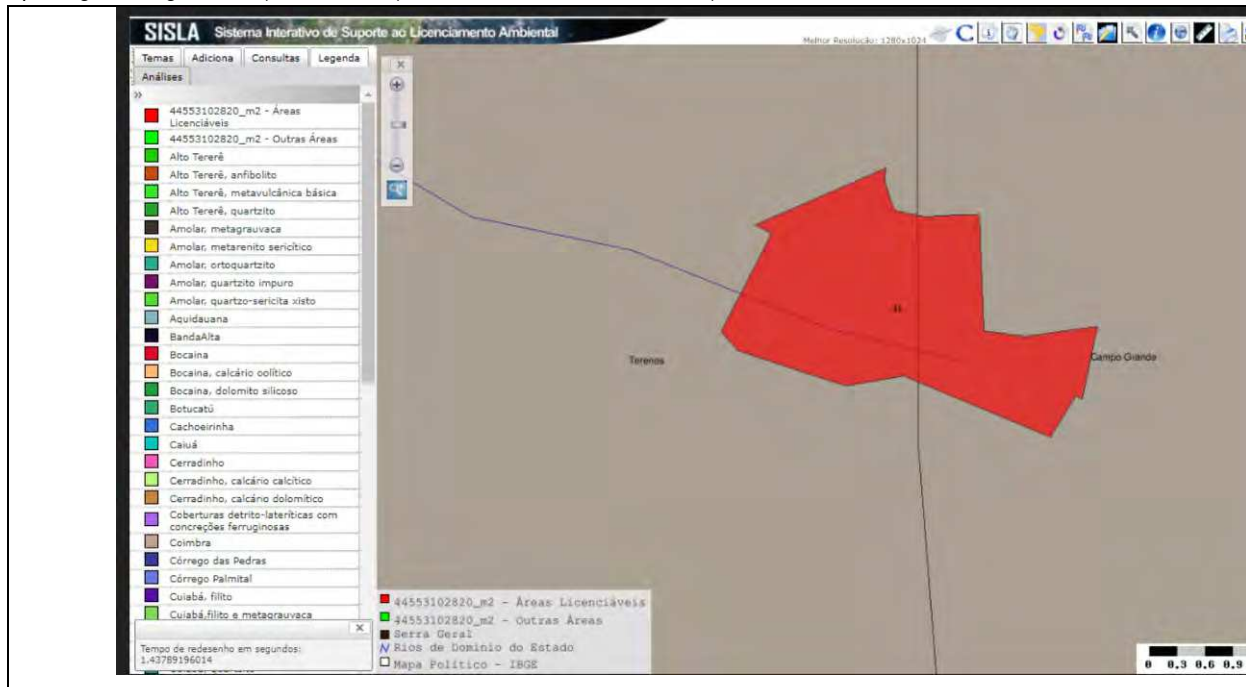 SISLA Sistema Interativo de Suporte ao Licenciamento Ambiental
Melhor Resolução: 1280x1024
Temas Adiciona Consultas Legenda
Análises
»
44553102820_m2 - Áreas
Licenciáveis
44553102820_m2 - Outras Áreas
Alto Tererê
Alto Tererê, anfibolito
Alto Tererê, metavulcânica básica
Alto Tererê, quartzito
Amolar, metagrauvaca
Amolar, metarenito sericítico
Amolar, ortoquartzito
Amolar, quartzito impuro
Amolar, quartzo-sericita xisto
Aquidauana
BandaAlta
Bocaina
Bocaina, calcário oolítico
Bocaina, dolomito silicoso
Botucatú
Cachoeirinha
Caiuá
Cerradinho
Cerradinho, calcário calcítico
Cerradinho, calcário dolomítico
Coberturas detrito-lateríticas com
concreções ferruginosas
Coimbra
Córrego das Pedras
Córrego Palmital
Cuiabá, filito
Cuiabá,filito e metagrauvaca
Tempo de redesenho em segundos:
1.43789196014
Terenos
Campo Grande
44553102820_m2 - Áreas Licenciáveis
44553102820_m2 - Outras Áreas
Serra Geral
Rios de Domínio do Estado
Mapa Político - IBGE
0 0.3 0.6 0.9